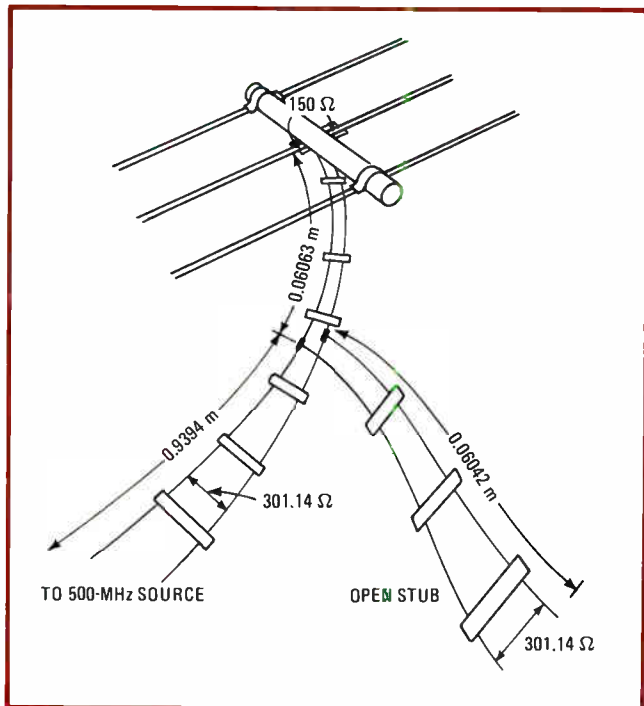 150 Ω
0.06063 m
0.9394 m
0.06042 m
301.14 Ω
TO 500-MHz SOURCE
OPEN STUB
301.14 Ω